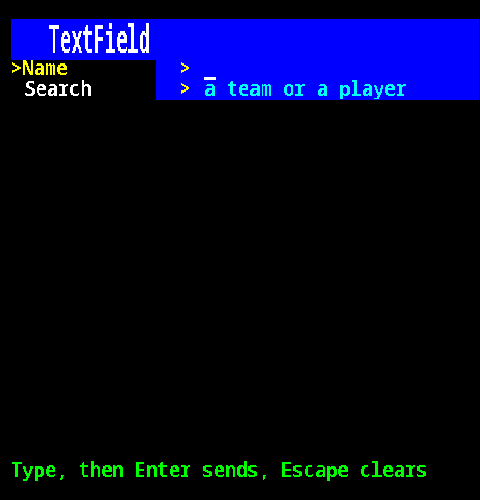 TextField
>Name > _
Search > a team or a player
Type, then Enter sends, Escape clears